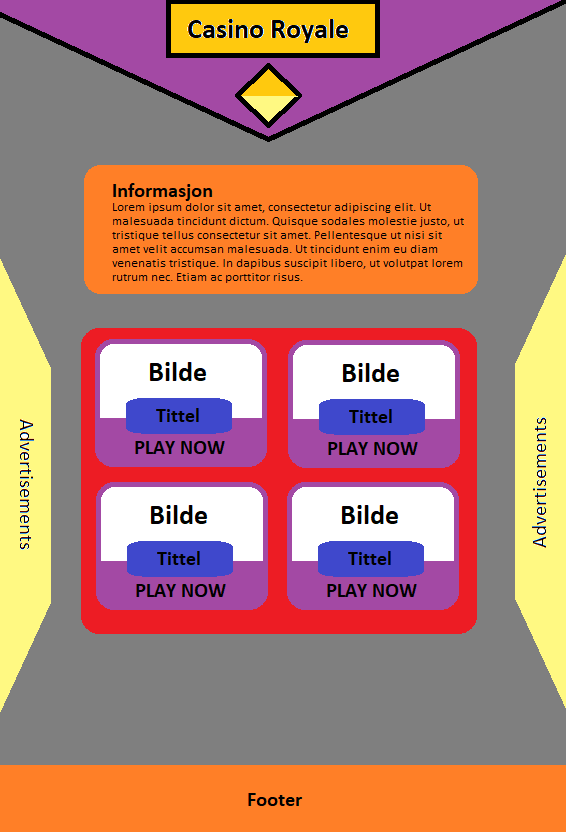 Casino Royale
Informasjon
Lorem ipsum dolor sit amet, consectetur adipiscing elit. Ut
malesuada tincidunt dictum. Quisque sodales molestie justo, ut
tristique tellus consectetur sit amet. Pellentesque ut nisi sit
amet velit accumsan malesuada. Ut tincidunt enim eu diam
venenatis tristique. In dapibus suscipit libero, ut volutpat lorem
rutrum nec. Etiam ac porttitor risus.
Advertisements
Bilde
Tittel
PLAY NOW
Bilde
Tittel
PLAY NOW
Bilde
Tittel
PLAY NOW
Bilde
Tittel
PLAY NOW
Advertisements
Footer